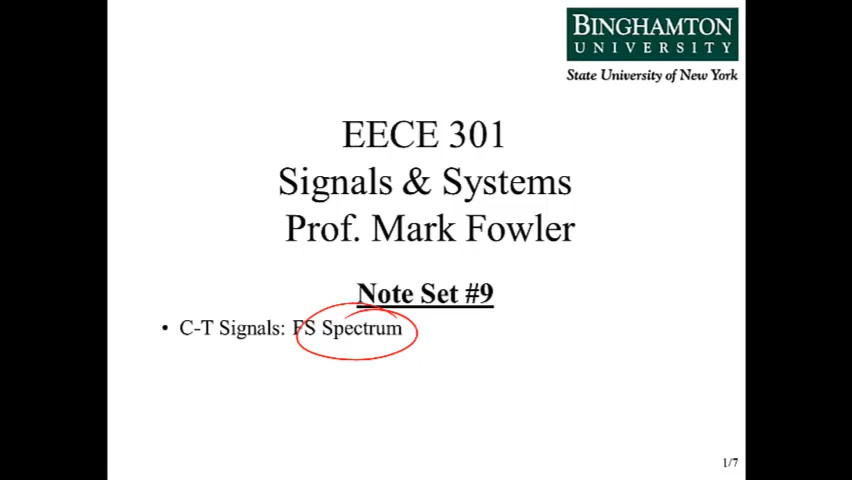 BINGHAMTON
UNIVERSITY
State University of New York
EECE 301
Signals & Systems
Prof. Mark Fowler
Note Set #9
• C-T Signals: FS Spectrum
1/7